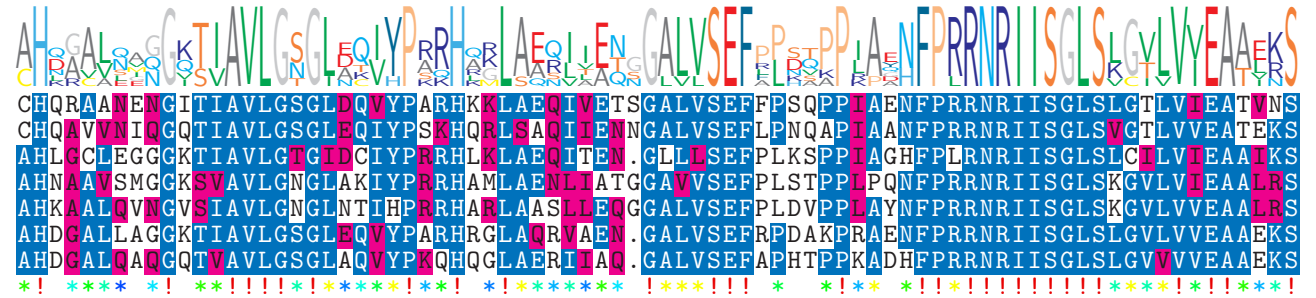 CHQRAANENGITIAVLGSGLDQVYPARHKKLAEQIVETSGALVSEFFPSQPPIAENFPRRNRIISGLSLGTLVIEATVNS
CHQAVVNIQGQTIAVLGSGLEQIYPSKHQRLSAQIIENNGALVSEFLPNQAPIAANFPRRNRIISGLSVGTLVVEATEKS
AHLGCLEGGGKTIAVLGTGIDCIYPRRHLKLAEQITEN.GLLLSEFPLKSPPIAGHFPLRNRIISGLSLCILVIEAAIKS
AHNAAVSMGGKSVAVLGNGLAKIYPRRHAMLAENLIATGGAVVSEFPLSTPPLPQNFPRRNRIISGLSKGVLVIEAALRS
AHKAALQVNGVSIAVLGNGLNTIHPRRHARLAASLLEQGGALVSEFPLDVPPLAYNFPRRNRIISGLSKGVLVVEAALRS
AHDGALLAGGKTIAVLGSGLEQVYPARHRGLAQRVAEN.GALVSEFRPDAKPRAENFPRRNRIISGLSLGVLVVEAAEKS
AHDGALQAQGQTVAVLGSGLAQVYPKQHQGLAERIIAQ.GALVSEFAPHTPPKADHFPRRNRIISGLSLGVVVVEAAEKS